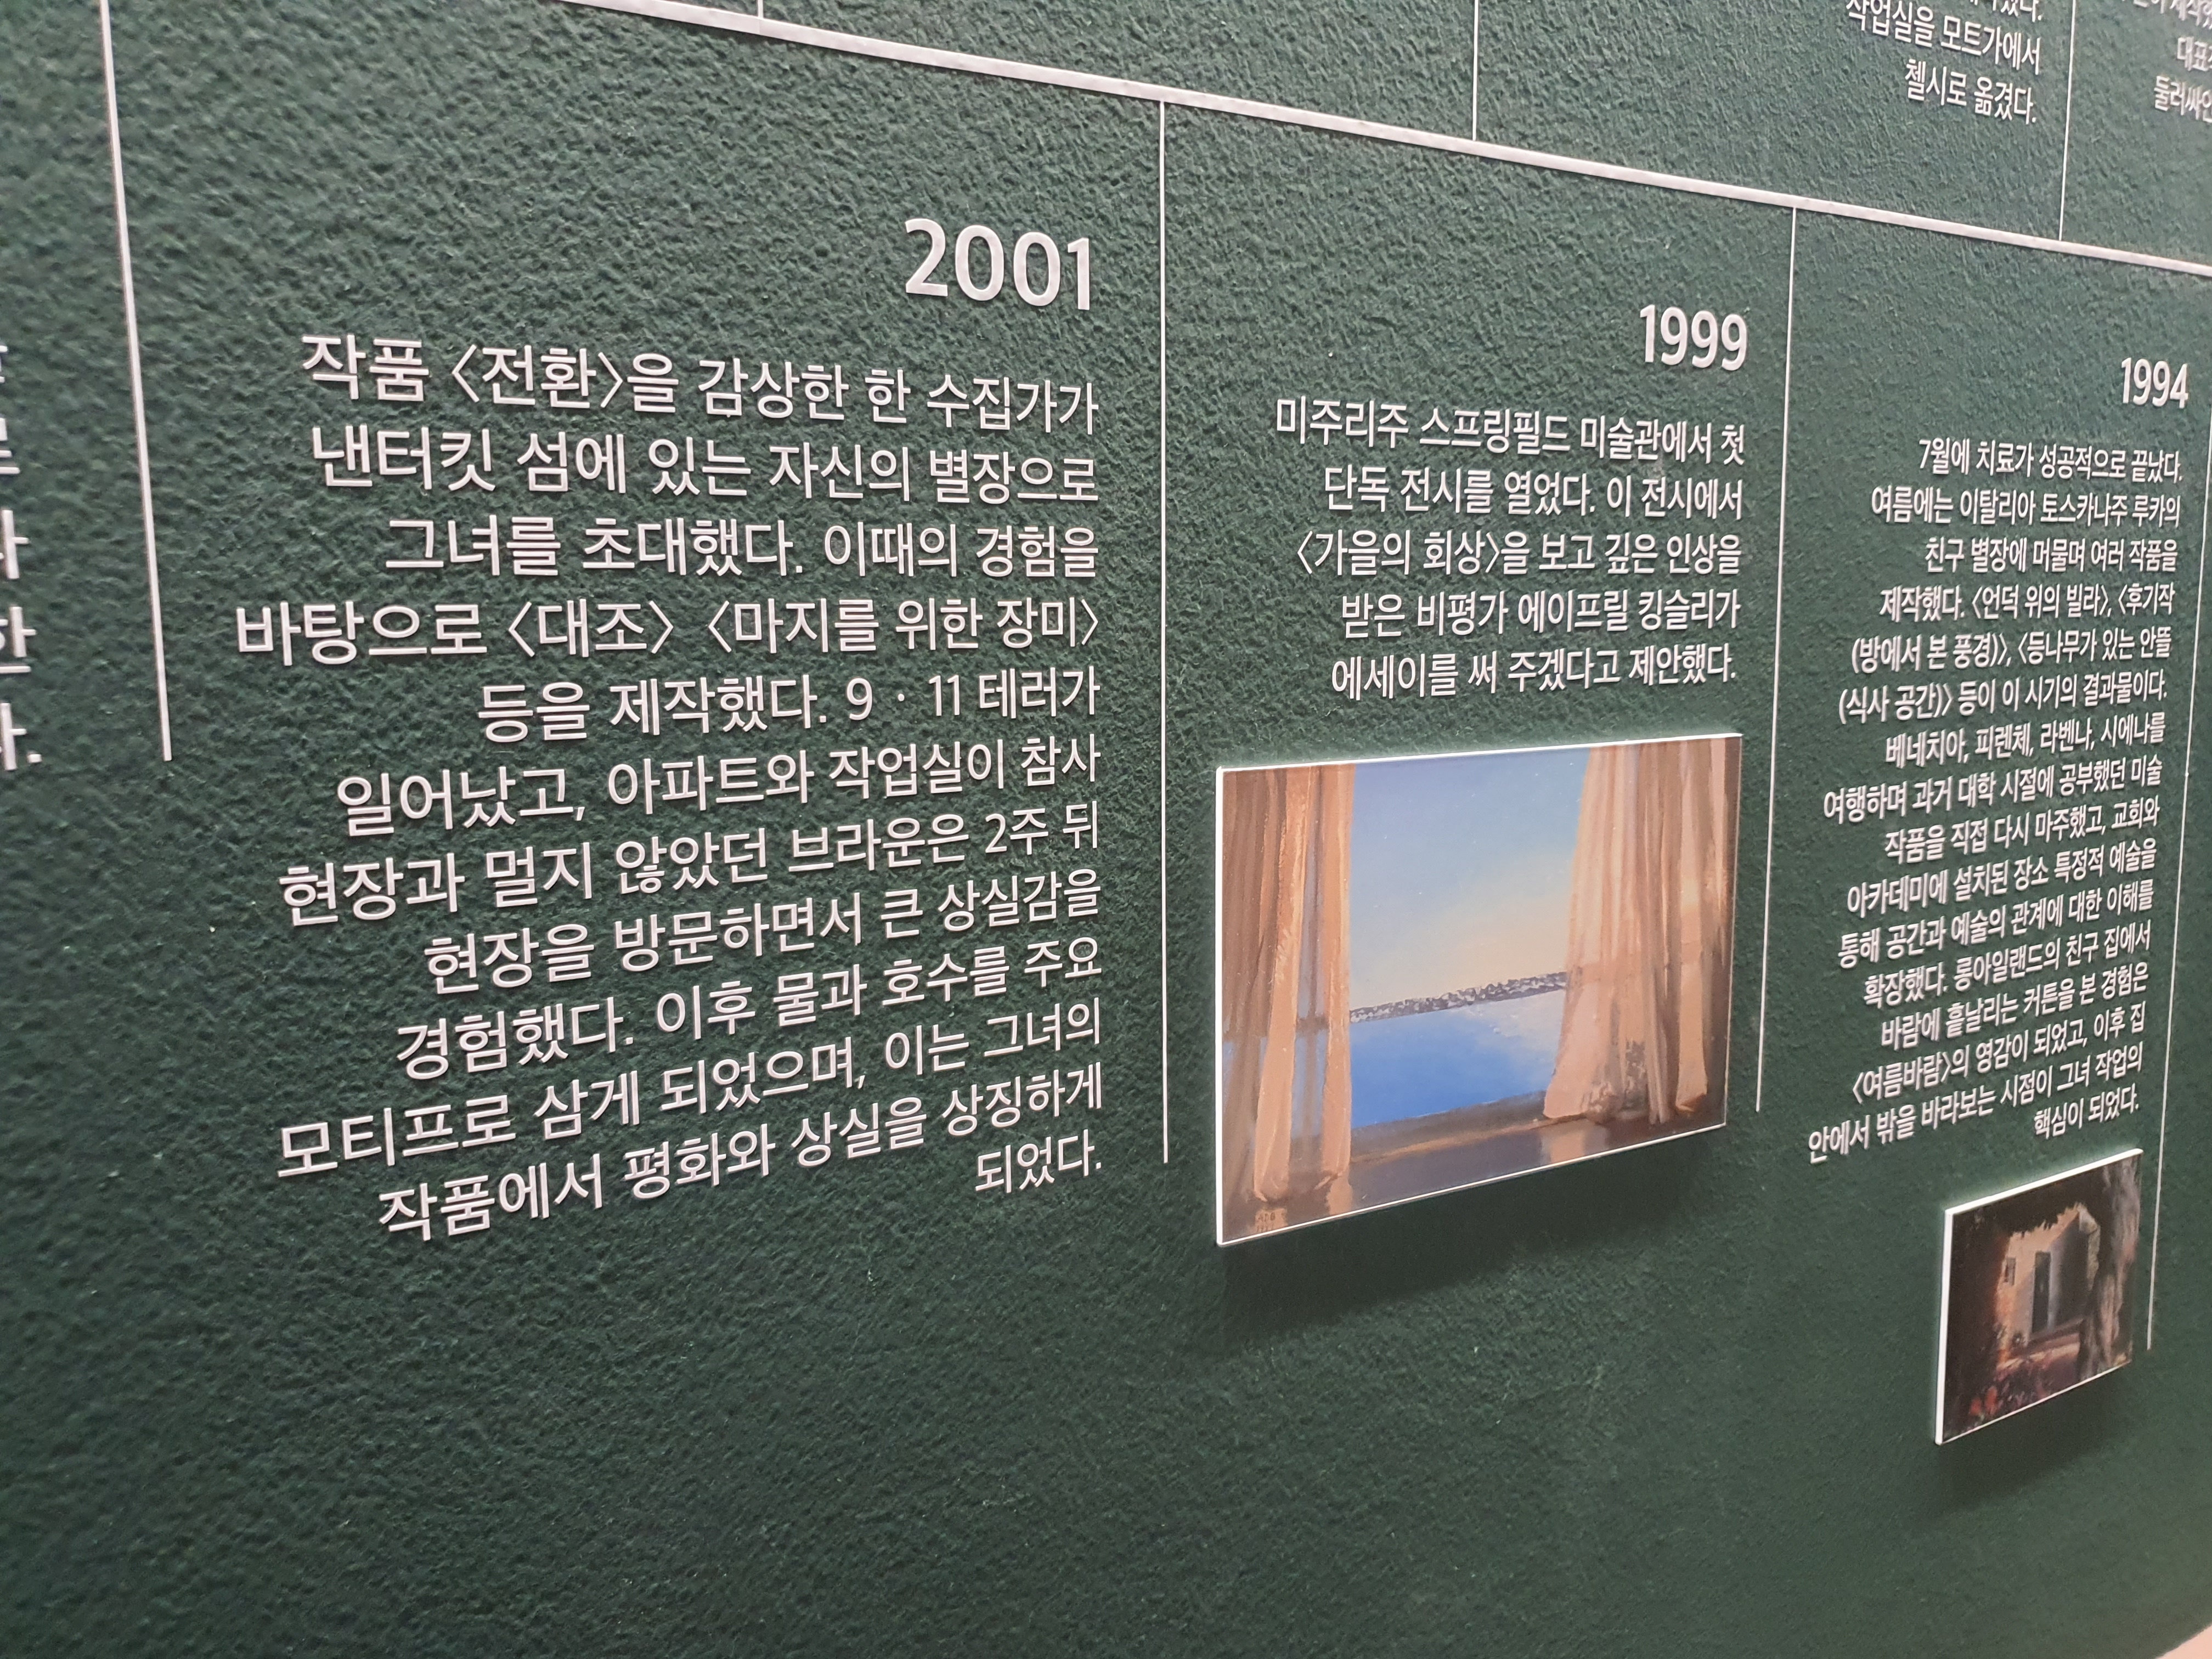 작업실을 모트가에서
첼시로 옮겼다.
제작했
대표
둘러싸인
2001
작품 〈전환〉을 감상한 한 수집가가
낸터킷 섬에 있는 자신의 별장으로
그녀를 초대했다. 이때의 경험을
바탕으로 〈대조〉 〈마지를 위한 장미〉
등을 제작했다. 9 · 11 테러가
일어났고, 아파트와 작업실이 참사
현장과 멀지 않았던 브라운은 2주 뒤
현장을 방문하면서 큰 상실감을
경험했다. 이후 물과 호수를 주요
모티프로 삼게 되었으며, 이는 그녀의
작품에서 평화와 상실을 상징하게
되었다.
1999
미주리주 스프링필드 미술관에서 첫
단독 전시를 열었다. 이 전시에서
〈가을의 회상〉을 보고 깊은 인상을
받은 비평가 에이프릴 킹슬리가
에세이를 써 주겠다고 제안했다.
1994
7월에 치료가 성공적으로 끝났다.
여름에는 이탈리아 토스카나주 루카의
친구 별장에 머물며 여러 작품을
제작했다. 〈언덕 위의 빌라〉, 〈후기작
(방에서 본 풍경)〉, 〈등나무가 있는 안뜰
(식사 공간)〉 등이 이 시기의 결과물이다.
베네치아, 피렌체, 라벤나, 시에나를
여행하며 과거 대학 시절에 공부했던 미술
작품을 직접 다시 마주했고, 교회와
아카데미에 설치된 장소 특정적 예술을
통해 공간과 예술의 관계에 대한 이해를
확장했다. 롱아일랜드의 친구 집에서
바람에 흩날리는 커튼을 본 경험은
〈여름바람〉의 영감이 되었고, 이후 집
안에서 밖을 바라보는 시점이 그녀 작업의
핵심이 되었다.